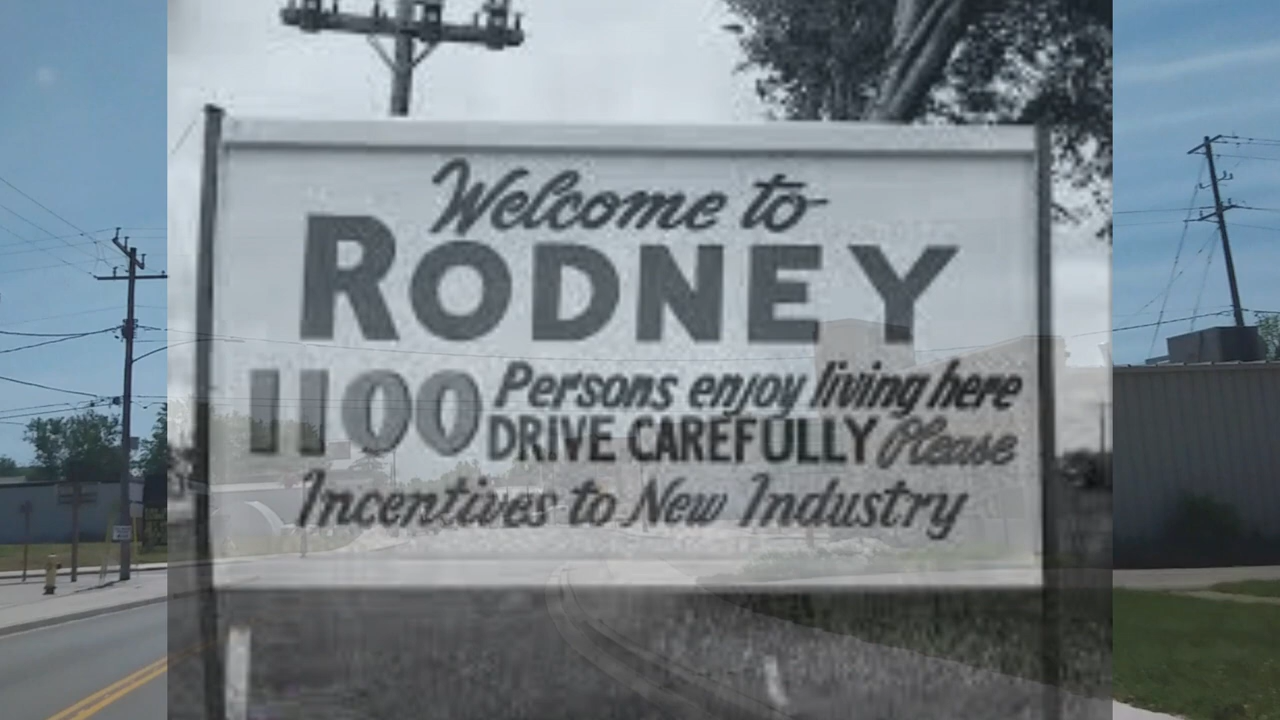 Welcome to
RODNEY
1100 Persons enjoy living here
DRIVE CAREFULLY Please
Incentives to New Industry